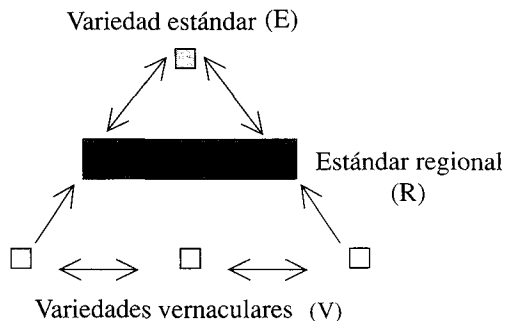 Variedad estándar (E)
Estándar regional
(R)
Variedades vernaculares (V)